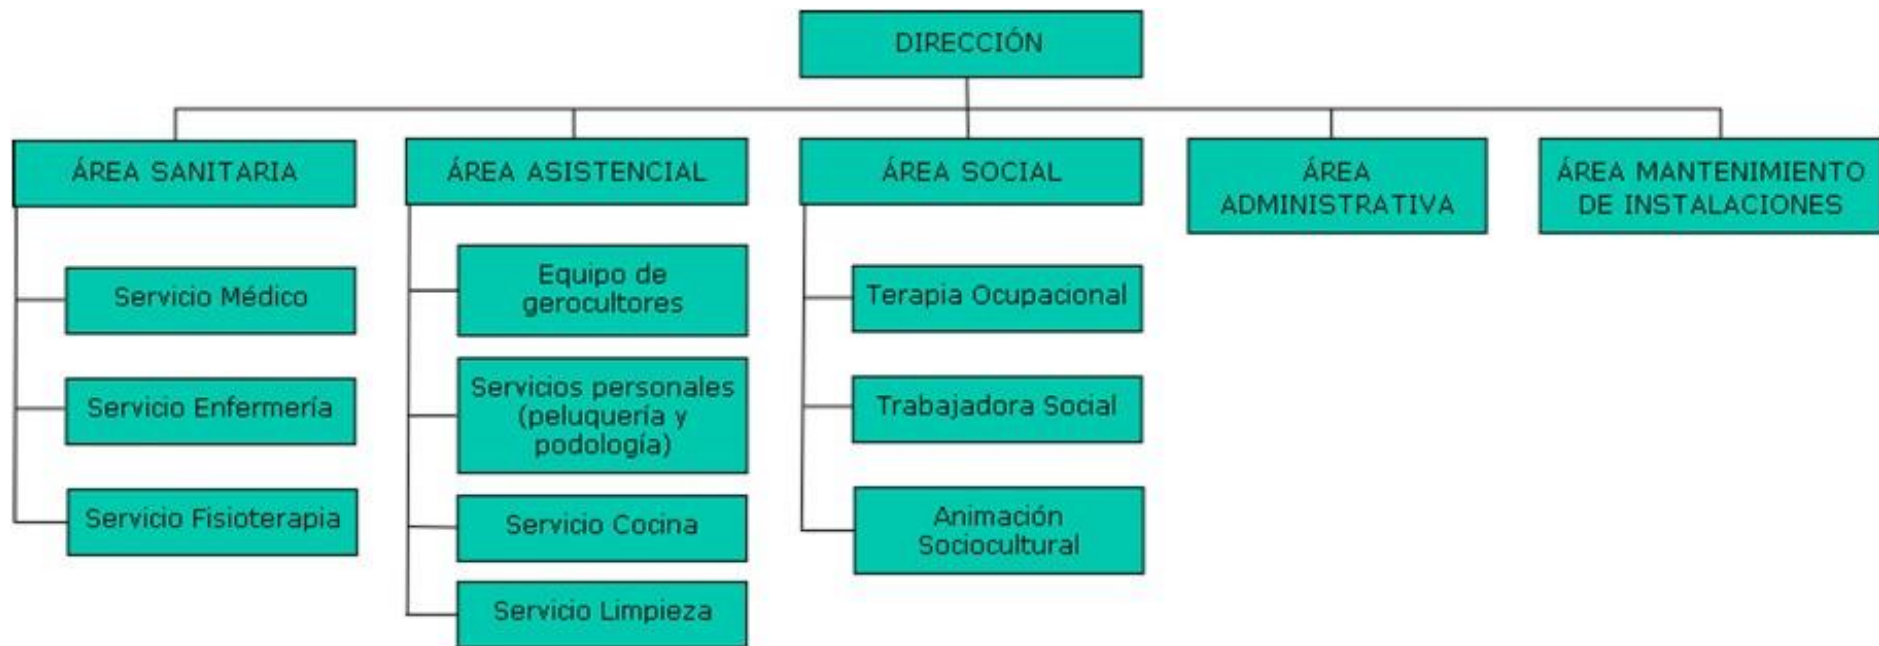 DIRECCIÓN
ÁREA SANITARIA
Servicio Médico
Servicio Enfermería
Servicio Fisioterapia
ÁREA ASISTENCIAL
Equipo de
gerocultores
Servicios personales
(peluquería y
podología)
Servicio Cocina
Servicio Limpieza
ÁREA SOCIAL
Terapia Ocupacional
Trabajadora Social
Animación
Sociocultural
ÁREA
ADMINISTRATIVA
ÁREA MANTENIMIENTO
DE INSTALACIONES